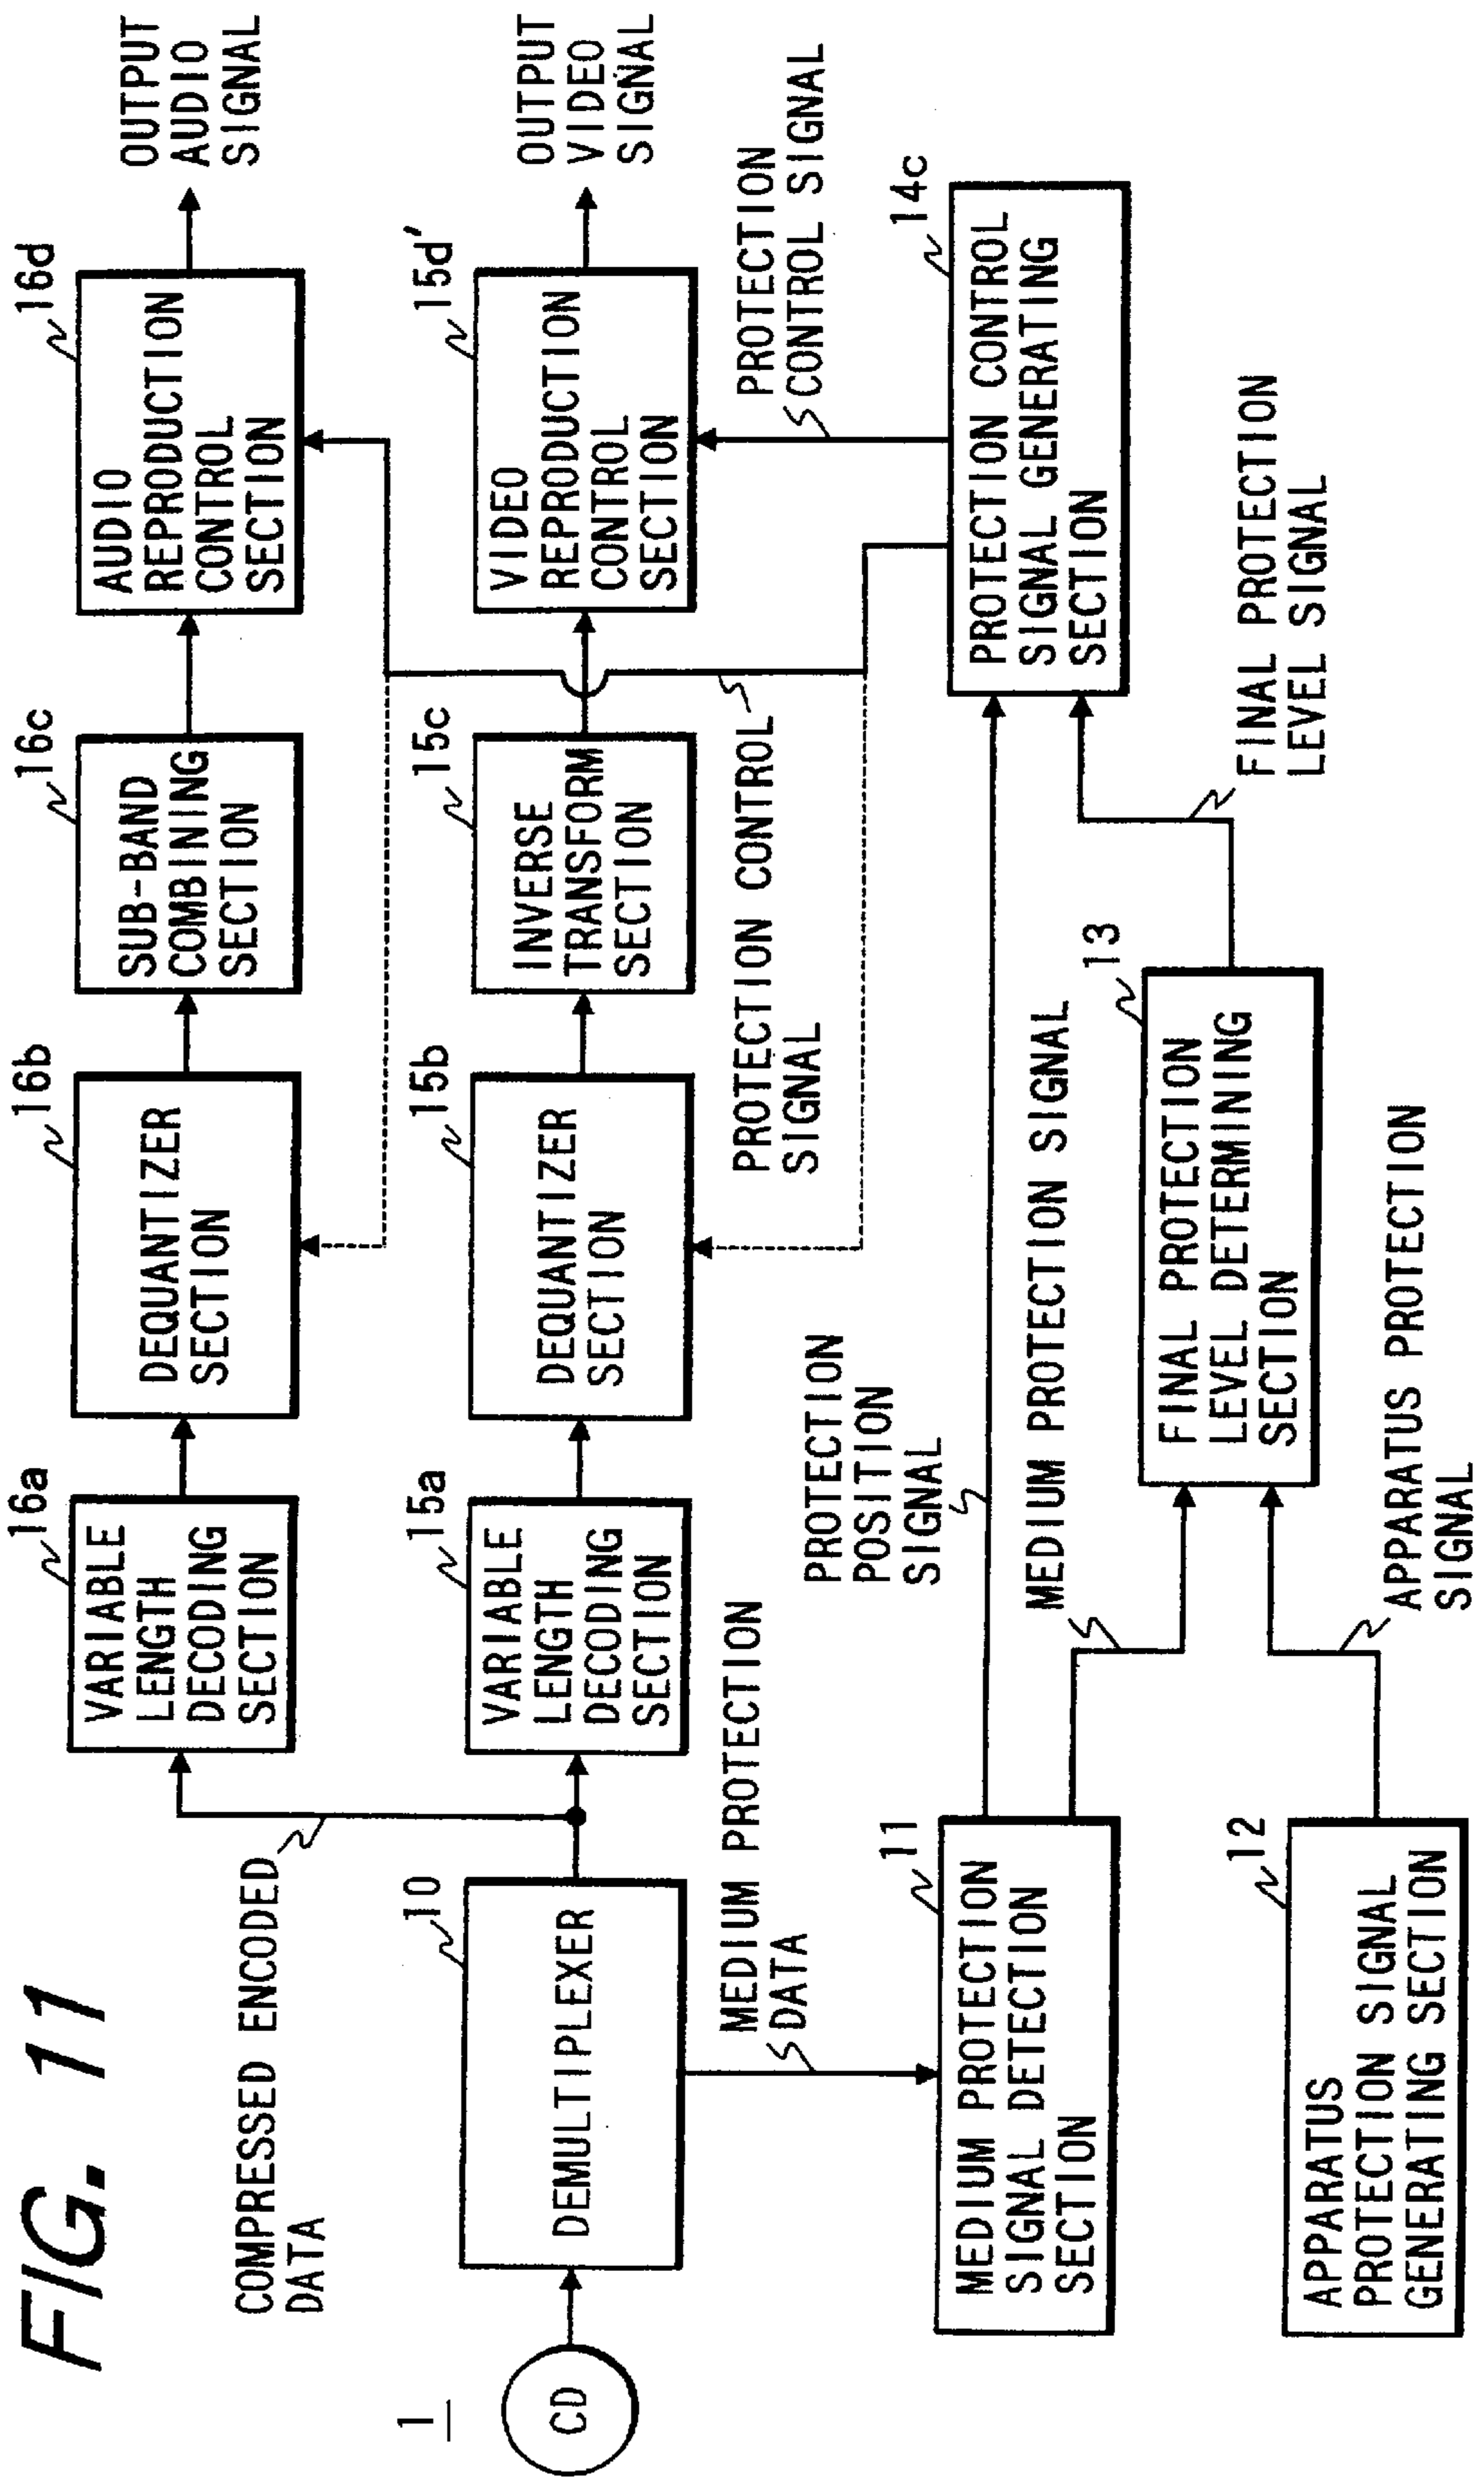 FIG. 11
1
CD
COMPRESSED ENCODED
DATA
10
DEMULTIPLEXER
MEDIUM PROTECTION
DATA
16a
VARIABLE
LENGTH
DECODING
SECTION
16b
DEQUANTIZER
SECTION
16c
SUB-BAND
COMBINING
SECTION
16d
AUDIO
REPRODUCTION
CONTROL
SECTION
OUTPUT
AUDIO
SIGNAL
15a
VARIABLE
LENGTH
DECODING
SECTION
15b
DEQUANTIZER
SECTION
15c
INVERSE
TRANSFORM
SECTION
15d'
VIDEO
REPRODUCTION
CONTROL
SECTION
OUTPUT
VIDEO
SIGNAL
PROTECTION CONTROL
SIGNAL
PROTECTION
CONTROL SIGNAL
PROTECTION
POSITION
SIGNAL
11
MEDIUM PROTECTION
SIGNAL DETECTION
SECTION
MEDIUM PROTECTION SIGNAL
14c
PROTECTION CONTROL
SIGNAL GENERATING
SECTION
13
FINAL PROTECTION
LEVEL DETERMINING
SECTION
FINAL PROTECTION
LEVEL SIGNAL
12
APPARATUS
PROTECTION SIGNAL
GENERATING SECTION
APPARATUS PROTECTION
SIGNAL